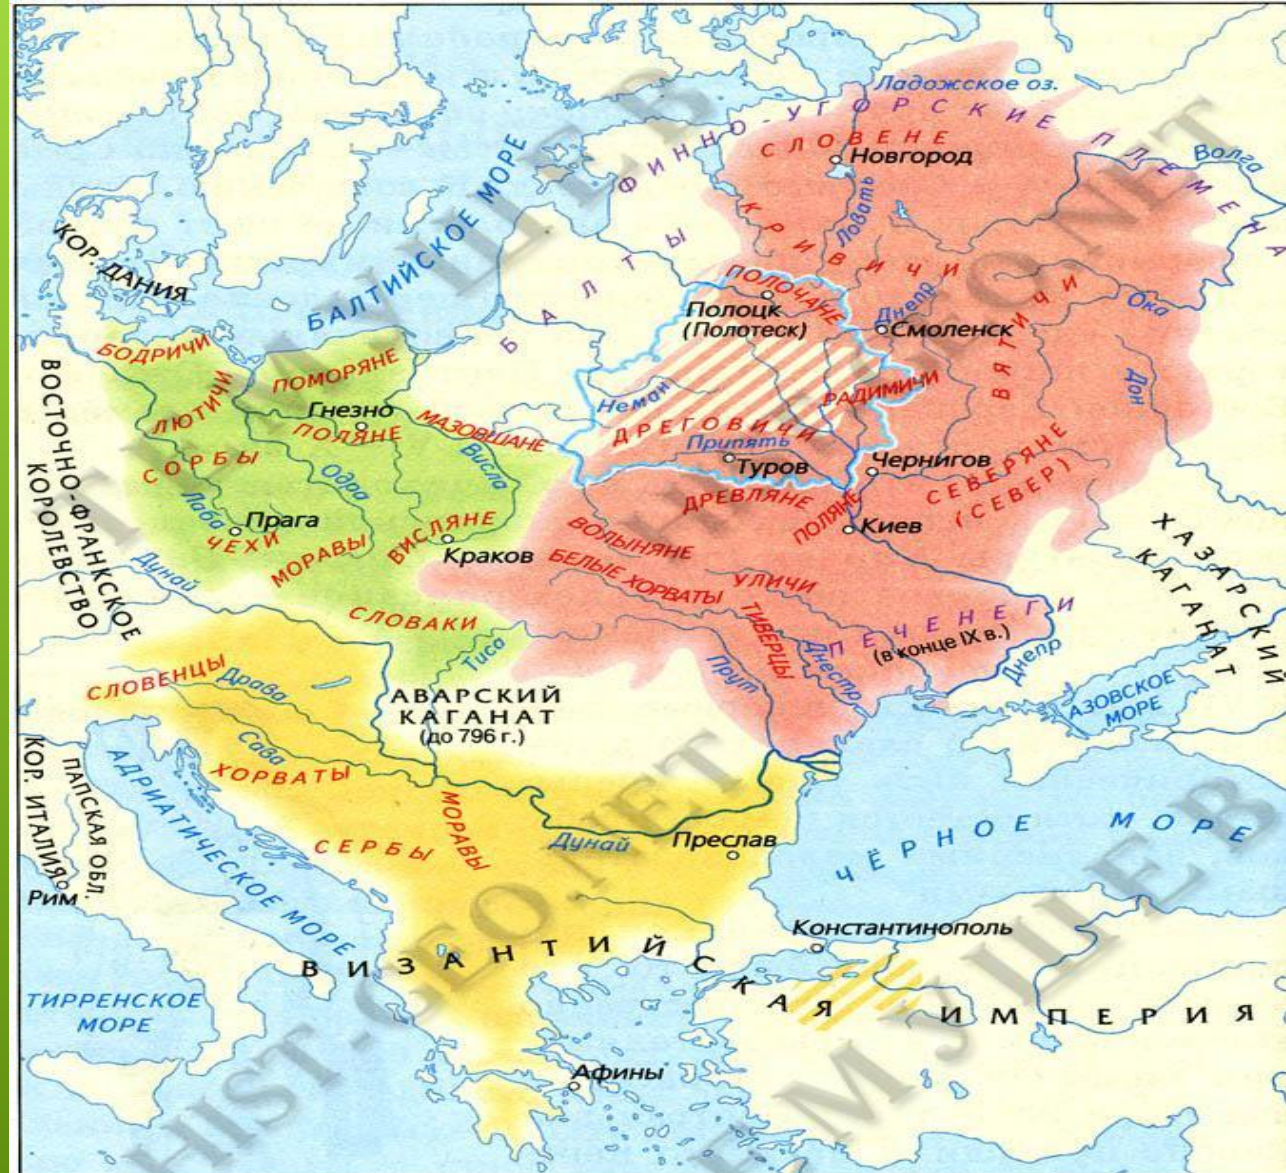 Ладожское оз.
ФИННО-УГОРСКИЕ ПЛЕМЕНА
СЛОВЕНЕ
Новгород
Волга
Ловать
КРИВИЧИ
БАЛТЫ
БАЛТИЙСКОЕ МОРЕ
КОР. ДАНИЯ
ПОЛОЧАНЕ
Полоцк
(Полотеск)
Днепр
Смоленск
ВЯТИЧИ
Ока
Дон
БОДРИЧИ
ПОМОРЯНЕ
ЛЮТИЧИ
Гнезно
ПОЛЯНЕ
МАЗОВШАНЕ
Висла
Неман
РАДИМИЧИ
ДРЕГОВИЧИ
Припять
Туров
Чернигов
СЕВЕРЯНЕ
(СЕВЕР)
ВОСТОЧНО-ФРАНКСКОЕ
КОРОЛЕВСТВО
СОРБЫ
Лаба
Одра
Прага
ЧЕХИ
МОРАВЫ
ВИСЛЯНЕ
Краков
ДРЕВЛЯНЕ
ПОЛЯНЕ
Киев
ВОЛЫНЯНЕ
БЕЛЫЕ ХОРВАТЫ
УЛИЧИ
ТИВЕРЦЫ
ХАЗАРСКИЙ
КАГАНАТ
Дунай
СЛОВАКИ
Тиса
ПЕЧЕНЕГИ
(в конце IX в.)
Прут
Днестр
Днепр
АЗОВСКОЕ
МОРЕ
СЛОВЕНЦЫ
Драва
АВАРСКИЙ
КАГАНАТ
(до 796 г.)
Сава
ХОРВАТЫ
МОРАВЫ
СЕРБЫ
Дунай
Преслав
ЧЁРНОЕ МОРЕ
КОР. ИТАЛИЯ
ПАПСКАЯ ОБЛ.
Рим
АДРИАТИЧЕСКОЕ МОРЕ
Константинополь
ВИЗАНТИЙСКАЯ ИМПЕРИЯ
ТИРРЕНСКОЕ
МОРЕ
Афины
HIST-GEO.NET